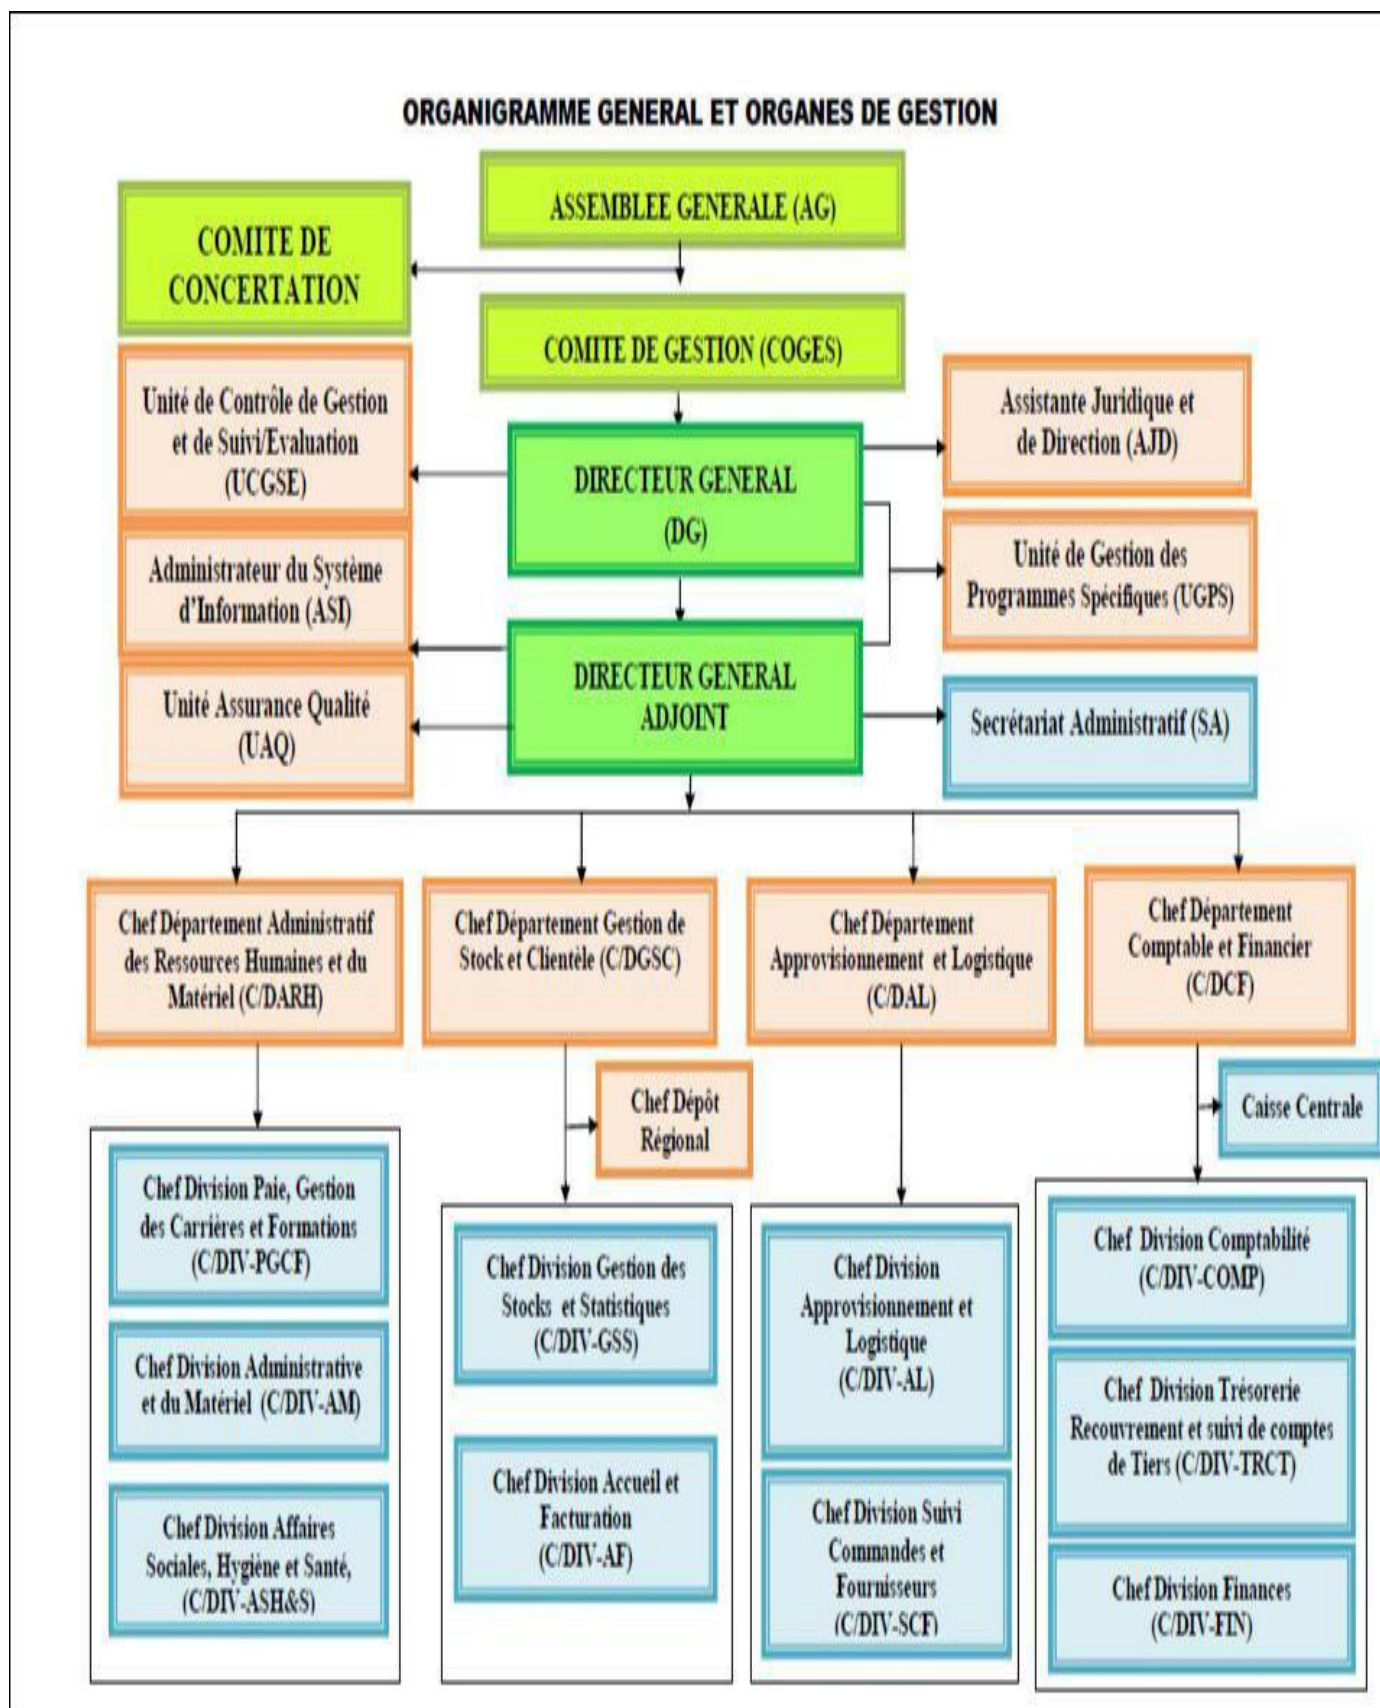 ORGANIGRAMME GENERAL ET ORGANES DE GESTION
ASSEMBLEE GENERALE (AG)
COMITE DE
CONCERTATION
COMITE DE GESTION (COGES)
Unité de Contrôle de Gestion
et de Suivi/Evaluation
(UCGSE)
Assistante Juridique et
de Direction (AJD)
DIRECTEUR GENERAL
(DG)
Administrateur du Système
d'Information (ASI)
Unité de Gestion des
Programmes Spécifiques (UGPS)
Unité Assurance Qualité
(UAQ)
DIRECTEUR GENERAL
ADJOINT
Secrétariat Administratif (SA)
Chef Département Administratif
des Ressources Humaines et du
Matériel (C/DARH)
Chef Département Gestion de
Stock et Clientèle (C/DGSC)
Chef Département
Approvisionnement et Logistique
(C/DAL)
Chef Département
Comptable et Financier
(C/DCF)
Chef Dépôt
Régional
Caisse Centrale
Chef Division Paie, Gestion
des Carrières et Formations
(C/DIV-PGCF)
Chef Division Administrative
et du Matériel (C/DIV-AM)
Chef Division Affaires
Sociales, Hygiène et Santé,
(C/DIV-ASH&S)
Chef Division Gestion des
Stocks et Statistiques
(C/DIV-GSS)
Chef Division Accueil et
Facturation
(C/DIV-AF)
Chef Division
Approvisionnement et
Logistique
(C/DIV-AL)
Chef Division Suivi
Commandes et
Fournisseurs
(C/DIV-SCF)
Chef Division Comptabilité
(C/DIV-COMP)
Chef Division Trésorerie
Recouvrement et suivi de comptes
de Tiers (C/DIV-TRCT)
Chef Division Finances
(C/DIV-FIN)